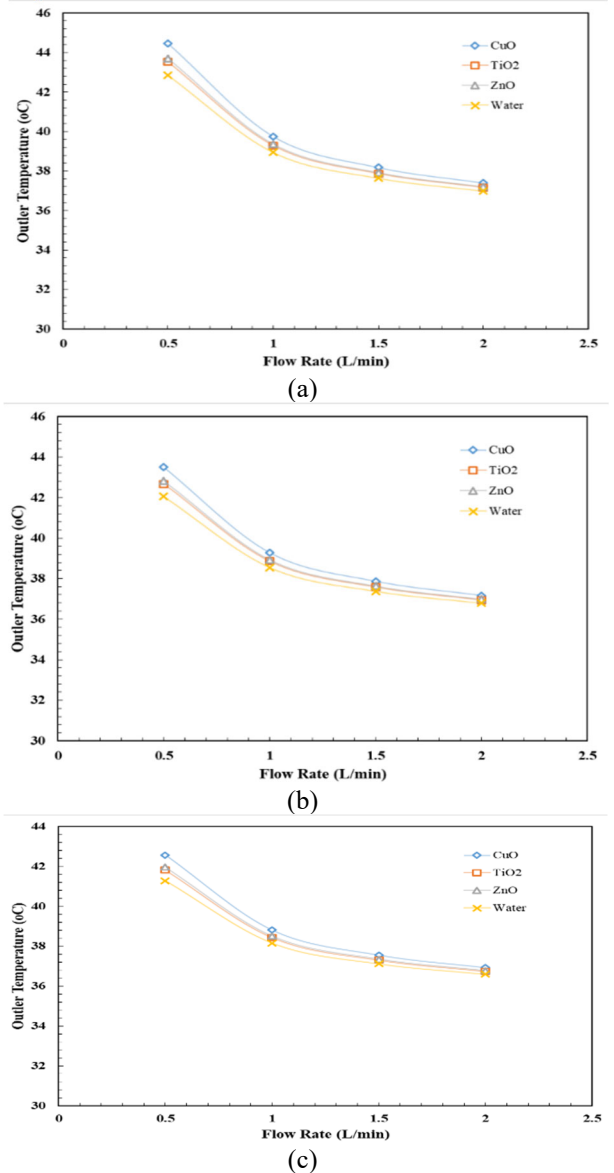 46
44
42
40
38
36
34
32
30
0
0.5
1
1.5
2
2.5
Outler Temperature (oC)
Flow Rate (L/min)
CuO
TiO2
ZnO
Water
(a)
46
44
42
40
38
36
34
32
30
0
0.5
1
1.5
2
2.5
Outler Temperature (oC)
Flow Rate (L/min)
CuO
TiO2
ZnO
Water
(b)
44
42
40
38
36
34
32
30
0
0.5
1
1.5
2
2.5
Outler Temperature (oC)
Flow Rate (L/min)
CuO
TiO2
ZnO
Water
(c)